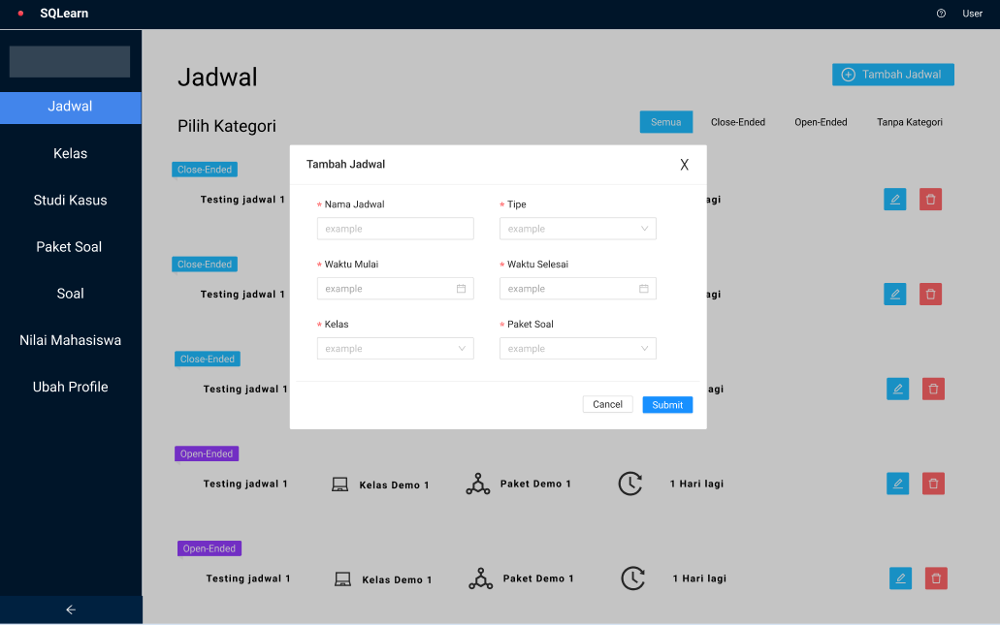 SQLearn
User
Jadwal
Kelas
Studi Kasus
Paket Soal
Soal
Nilai Mahasiswa
Ubah Profile
Jadwal
Tambah Jadwal
Pilih Kategori
Semua
Close-Ended
Open-Ended
Tanpa Kategori
Close-Ended
Testing jadwal 1
agi
Close-Ended
Testing jadwal 1
agi
Close-Ended
Testing jadwal 1
agi
Tambah Jadwal
X
* Nama Jadwal
example
* Tipe
example
* Waktu Mulai
example
* Waktu Selesai
example
* Kelas
example
* Paket Soal
example
Cancel
Submit
Open-Ended
Testing jadwal 1
Kelas Demo 1
Paket Demo 1
1 Hari lagi
Open-Ended
Testing jadwal 1
Kelas Demo 1
Paket Demo 1
1 Hari lagi